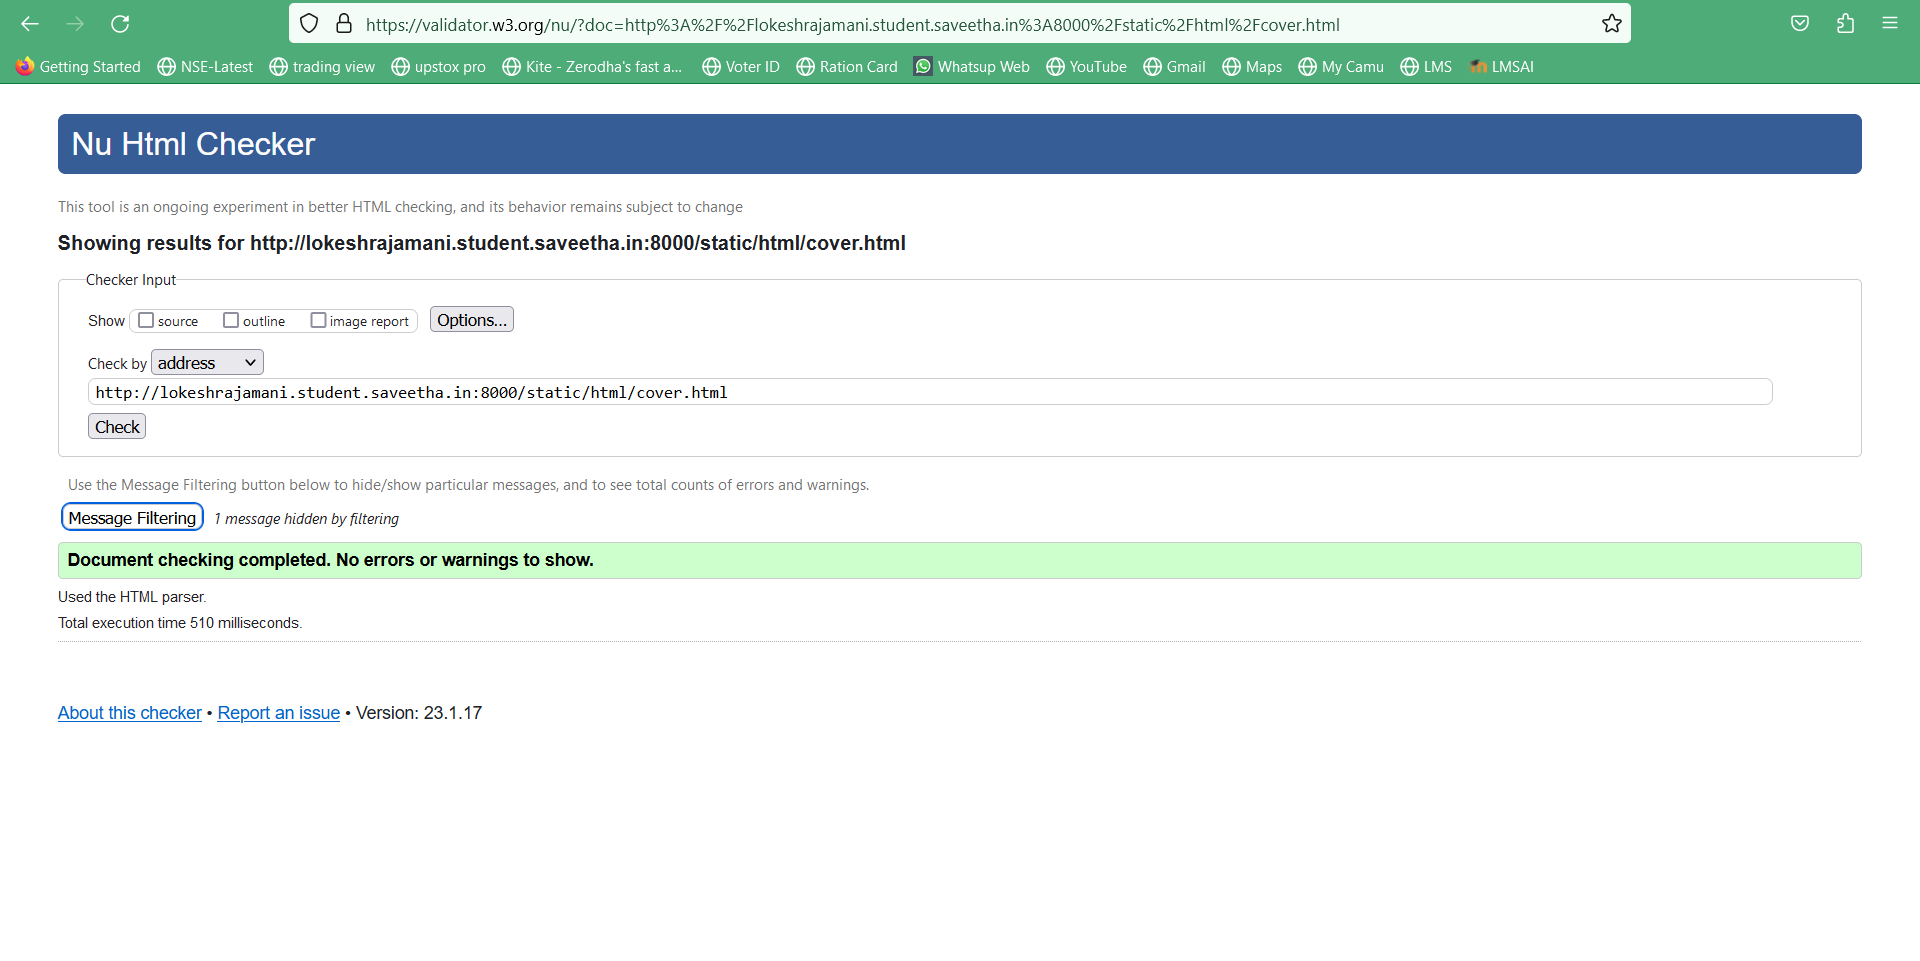 https://validator.w3.org/nu/?doc=http%3A%2F%2Flokeshrajamani.student.saveetha.in%3A8000%2Fstatic%2Fhtml%2Fcover.html
Getting Started NSE-Latest trading view upstox pro Kite - Zerodha's fast a... Voter ID Ration Card Whatsup Web YouTube Gmail Maps My Camu LMS LMSAI
Nu Html Checker
This tool is an ongoing experiment in better HTML checking, and its behavior remains subject to change
Showing results for http://lokeshrajamani.student.saveetha.in:8000/static/html/cover.html
Checker Input
Show source outline image report Options...
Check by address
http://lokeshrajamani.student.saveetha.in:8000/static/html/cover.html
Check
Use the Message Filtering button below to hide/show particular messages, and to see total counts of errors and warnings.
Message Filtering 1 message hidden by filtering
Document checking completed. No errors or warnings to show.
Used the HTML parser.
Total execution time 510 milliseconds.
About this checker • Report an issue • Version: 23.1.17